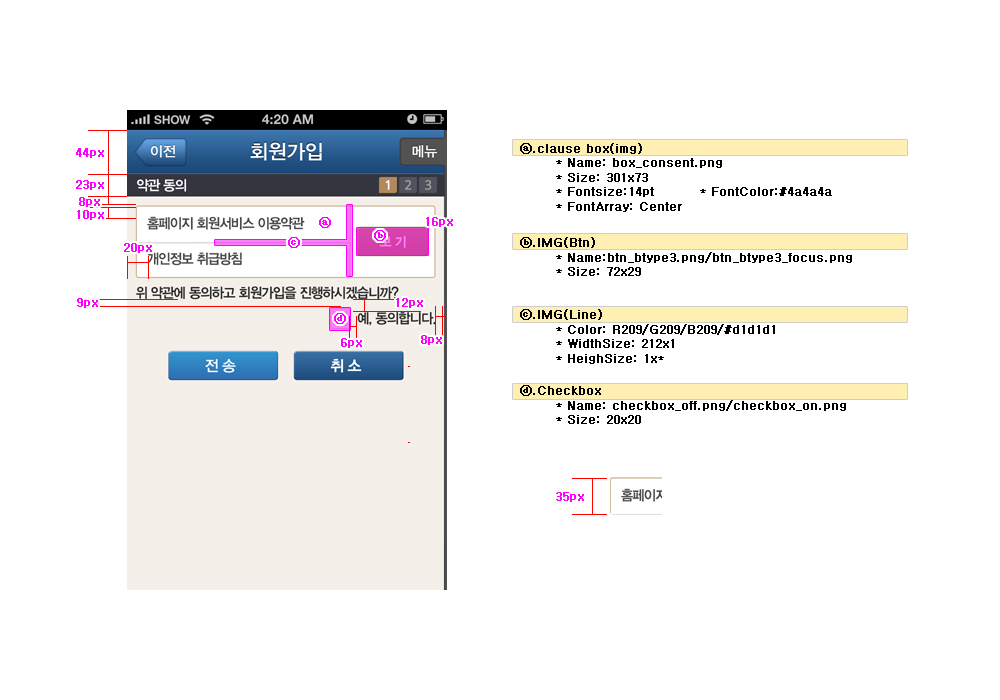 SHOW 4:20 AM
44px
이전 회원가입 메뉴
23px
약관 동의 1 2 3
8px
10px
홈페이지 회원서비스 이용약관 ⓐ
16px
ⓑ 보 기
ⓒ
20px
개인정보 취급방침
위 약관에 동의하고 회원가입을 진행하시겠습니까?
9px
12px
ⓓ 예, 동의합니다.
6px
8px
전 송 취 소
ⓐ.clause box(img)
* Name: box_consent.png
* Size: 301x73
* Fontsize:14pt * FontColor:#4a4a4a
* FontArray: Center
ⓑ.IMG(Btn)
* Name:btn_btype3.png/btn_btype3_focus.png
* Size: 72x29
ⓒ.IMG(Line)
* Color: R209/G209/B209/#d1d1d1
* WidthSize: 212x1
* HeighSize: 1x*
ⓓ.Checkbox
* Name: checkbox_off.png/checkbox_on.png
* Size: 20x20
35px
홈페이지